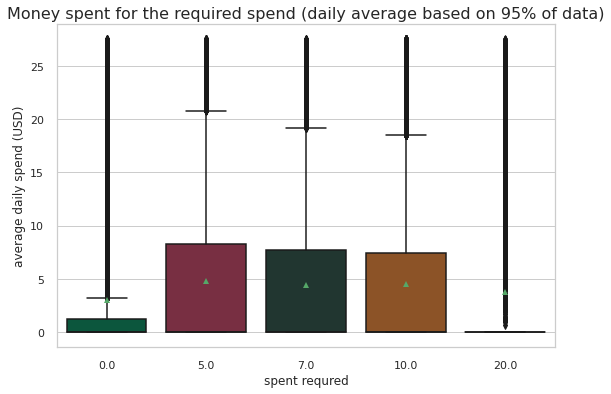 Money spent for the required spend (daily average based on 95% of data)
average daily spend (USD)
25
20
15
10
5
0
0.0 5.0 7.0 10.0 20.0
spent requred